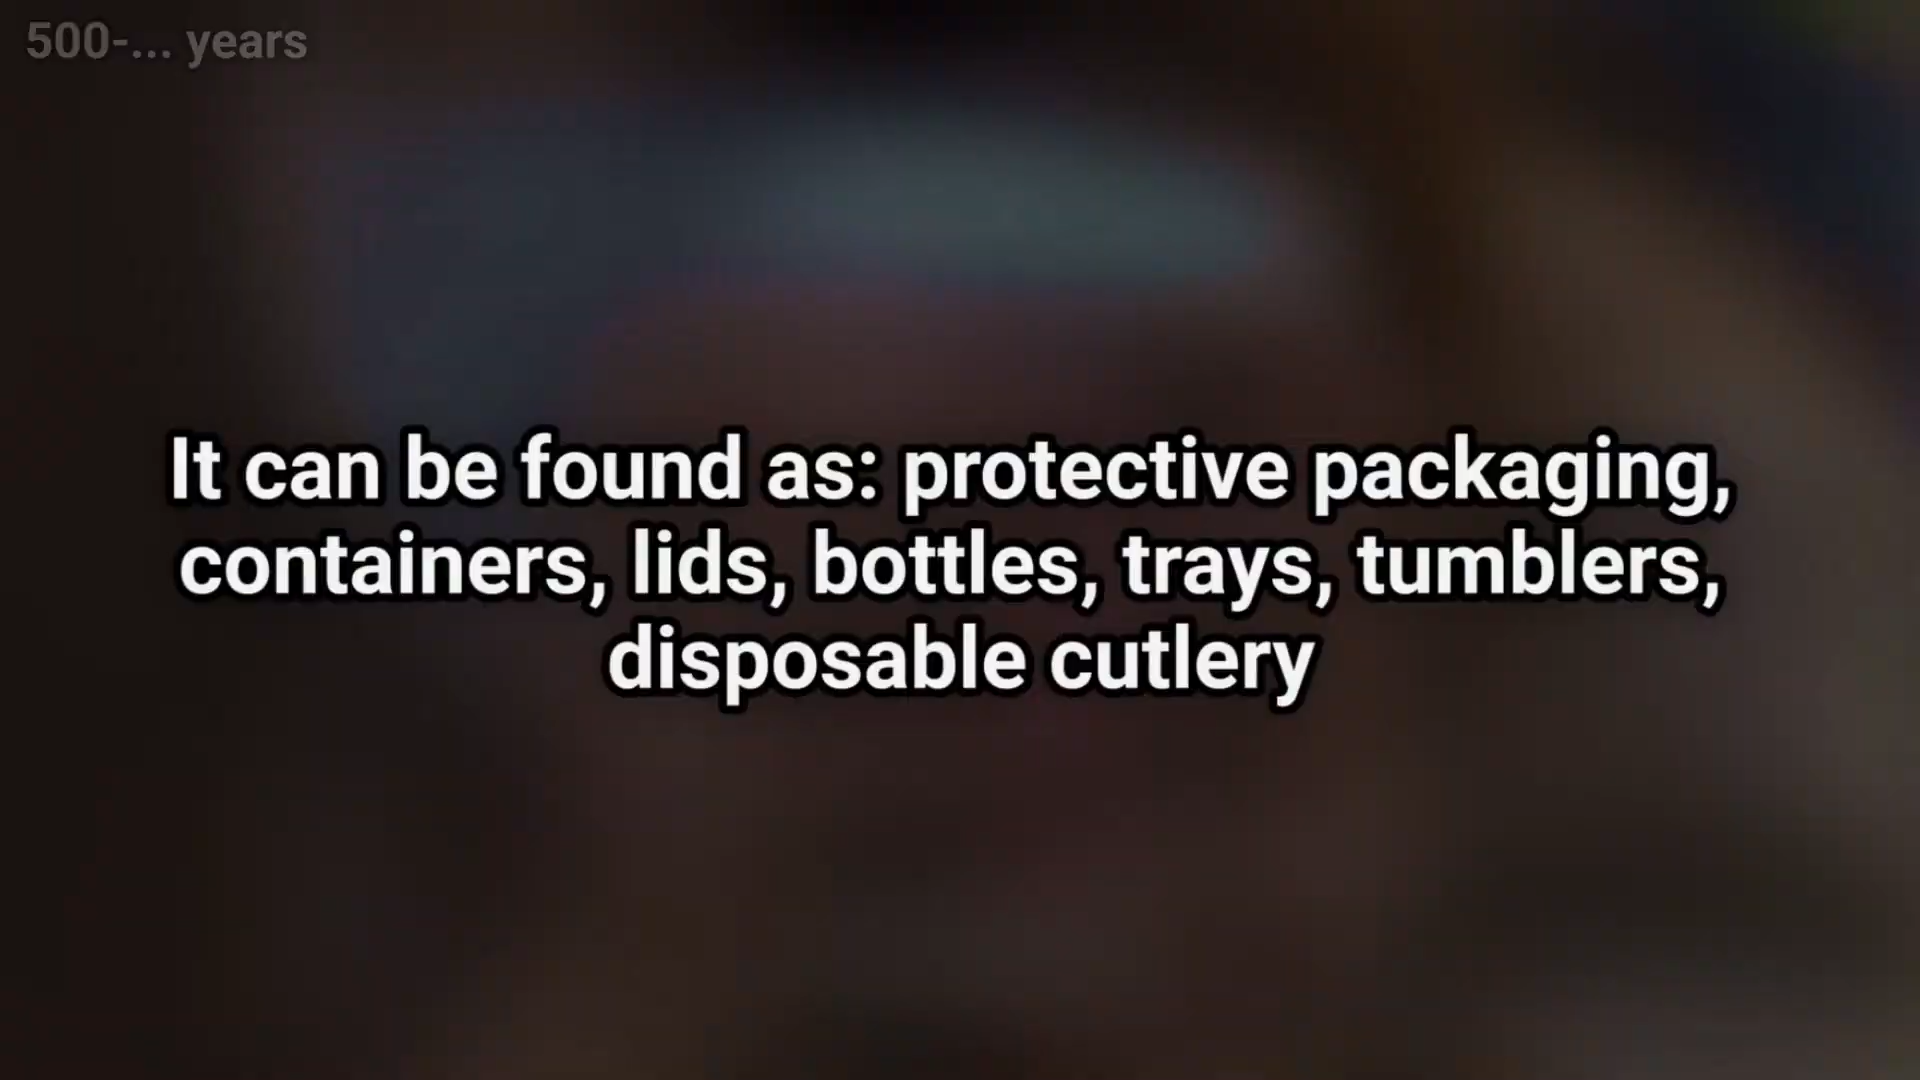 500-... years
It can be found as: protective packaging,
containers, lids, bottles, trays, tumblers,
disposable cutlery